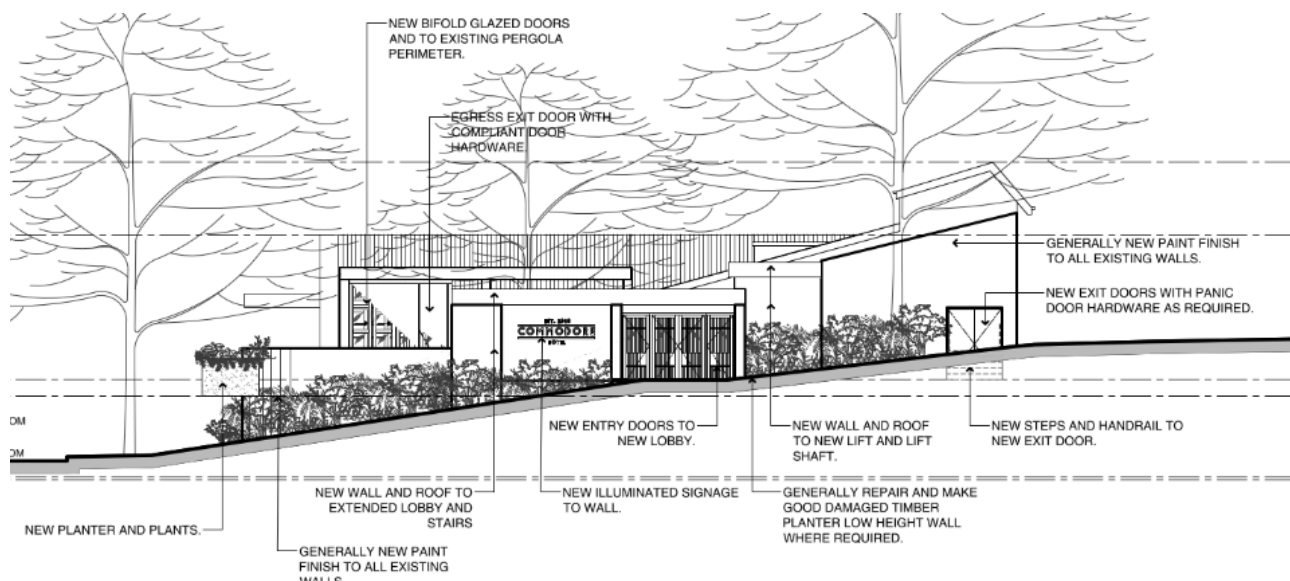 NEW BIFOLD GLAZED DOORS
AND TO EXISTING PERGOLA
PERIMETER.
EGRESS EXIT DOOR WITH
COMPLIANT DOOR
HARDWARE.
GENERALLY NEW PAINT FINISH
TO ALL EXISTING WALLS.
NEW EXIT DOORS WITH PANIC
DOOR HARDWARE AS REQUIRED.
COMMODORE
HOTEL
OM
OM
NEW ENTRY DOORS TO
NEW LOBBY.
NEW WALL AND ROOF
TO NEW LIFT AND LIFT
SHAFT.
NEW STEPS AND HANDRAIL TO
NEW EXIT DOOR.
NEW PLANTER AND PLANTS.
NEW WALL AND ROOF TO
EXTENDED LOBBY AND
STAIRS
NEW ILLUMINATED SIGNAGE
TO WALL.
GENERALLY REPAIR AND MAKE
GOOD DAMAGED TIMBER
PLANTER LOW HEIGHT WALL
WHERE REQUIRED.
GENERALLY NEW PAINT
FINISH TO ALL EXISTING
WALLS